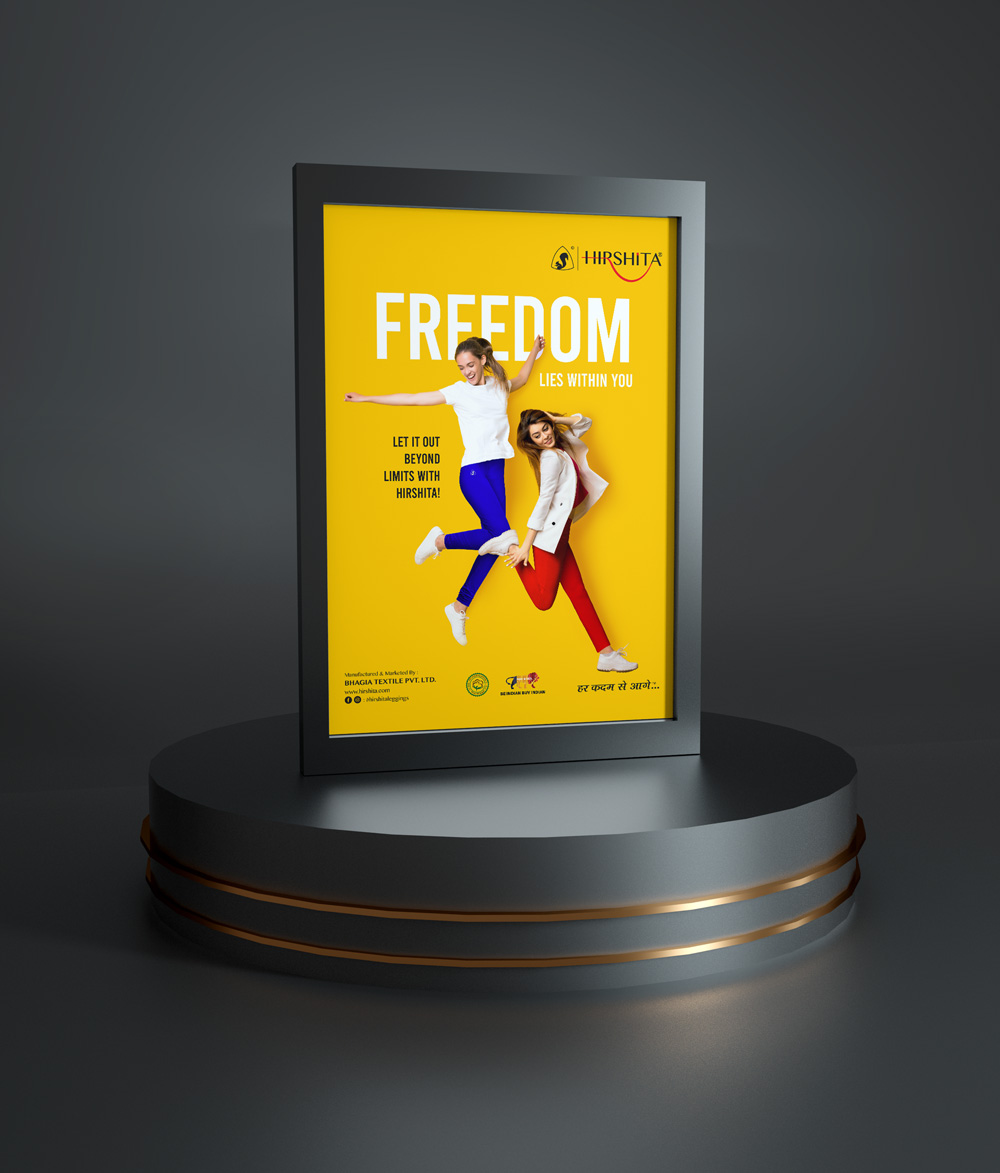 HIRSHITA®
FREEDOM
LIES WITHIN YOU
LET IT OUT
BEYOND
LIMITS WITH
HIRSHITA!
Manufactured & Marketed By :
BHAGIA TEXTILE PVT. LTD.
www.hirshita.com
: /hirshitaleggings
BE INDIAN BUY INDIAN
हर कदम से आगे...